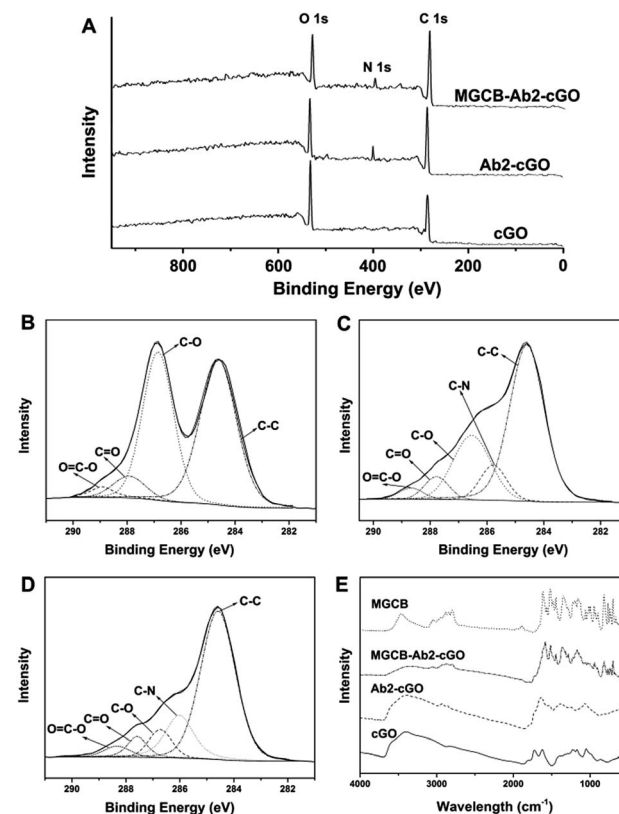 A
O 1s
C 1s
N 1s
MGCB-Ab2-cGO
Ab2-cGO
cGO
Intensity
800
600
400
200
0
Binding Energy (eV)
B
C-O
C=O
O=C-O
C-C
Intensity
290
288
286
284
282
Binding Energy (eV)
C
C-C
C-N
C-O
C=O
O=C-O
Intensity
290
288
286
284
282
Binding Energy (eV)
D
C-C
C-N
C-O
C=O
O=C-O
Intensity
290
288
286
284
282
Binding Energy (eV)
E
MGCB
MGCB-Ab2-cGO
Ab2-cGO
cGO
Intensity
4000
3000
2000
1000
Wavelength (cm-1)